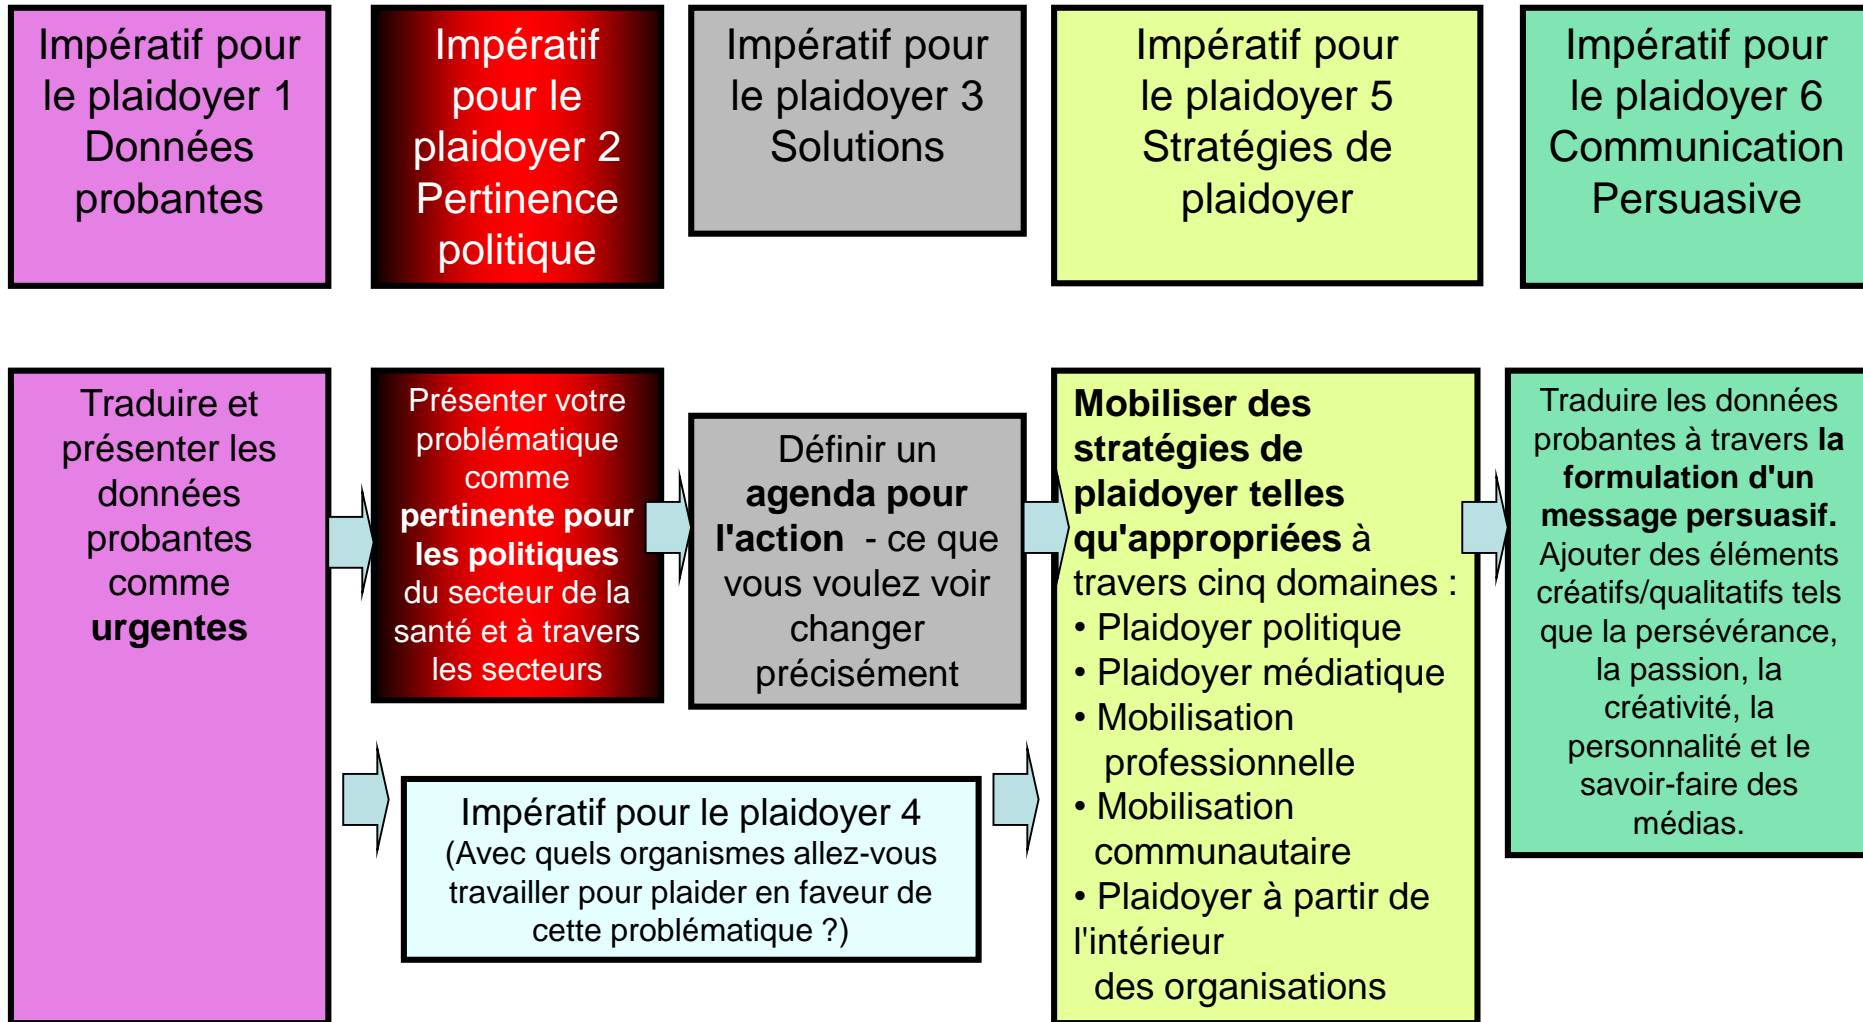 Impératif pour
le plaidoyer 1
Données
probantes
Impératif
pour le
plaidoyer 2
Pertinence
politique
Impératif pour
le plaidoyer 3
Solutions
Impératif pour
le plaidoyer 5
Stratégies de
plaidoyer
Impératif pour
le plaidoyer 6
Communication
Persuasive
Traduire et
présenter les
données
probantes
comme
urgentes
Présenter votre
problématique
comme
pertinente pour
les politiques
du secteur de la
santé et à travers
les secteurs
Définir un
agenda pour
l'action - ce que
vous voulez voir
changer
précisément
Impératif pour le plaidoyer 4
(Avec quels organismes allez-vous
travailler pour plaider en faveur de
cette problématique ?)
Mobiliser des
stratégies de
plaidoyer telles
qu'appropriées à
travers cinq domaines :
• Plaidoyer politique
• Plaidoyer médiatique
• Mobilisation
professionnelle
• Mobilisation
communautaire
• Plaidoyer à partir de
l'intérieur
des organisations
Traduire les données
probantes à travers la
formulation d'un
message persuasif.
Ajouter des éléments
créatifs/qualitatifs tels
que la persévérance,
la passion, la
créativité, la
personnalité et le
savoir-faire des
médias.